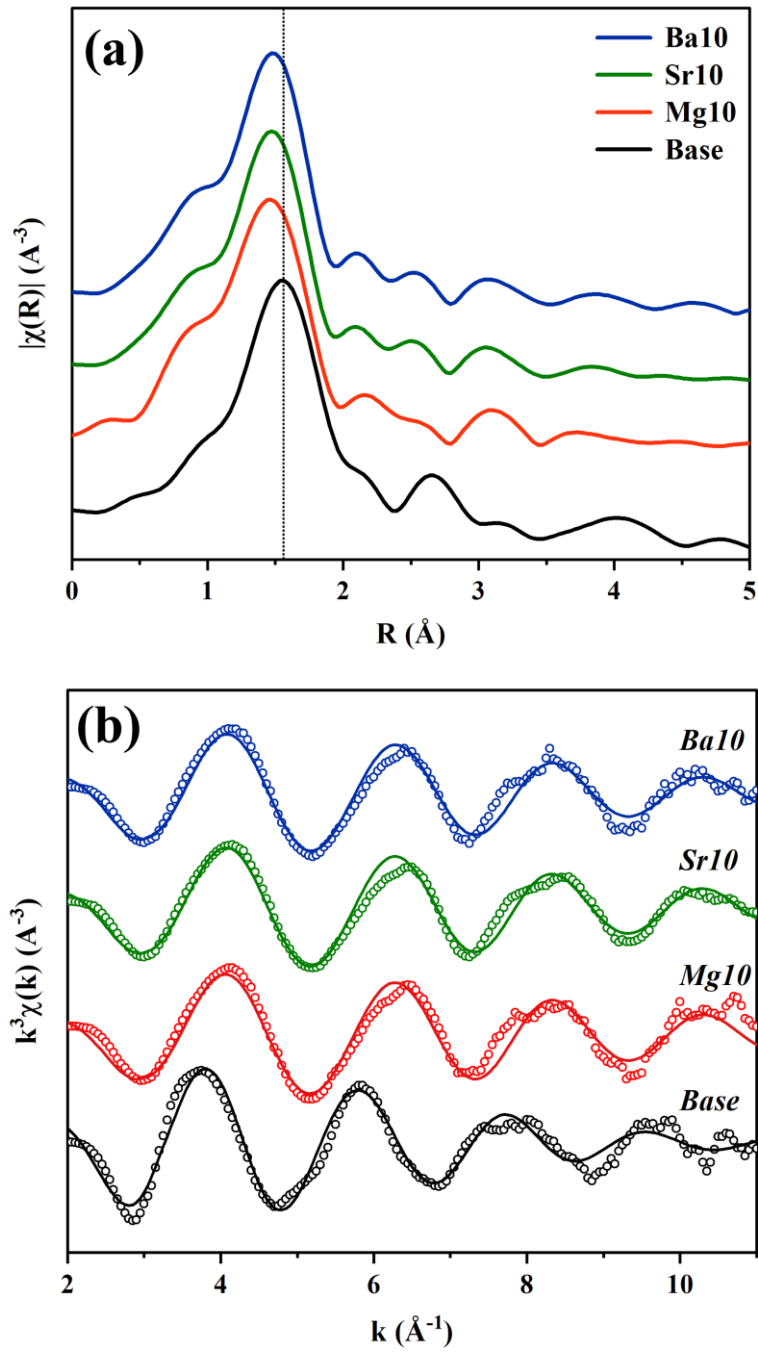 (a)
Ba10
Sr10
Mg10
Base
|χ(R)| (A⁻³)
0 1 2 3 4 5
R (Å)
(b)
Ba10
Sr10
Mg10
Base
k³χ(k) (A⁻³)
2 4 6 8 10
k (Å⁻¹)